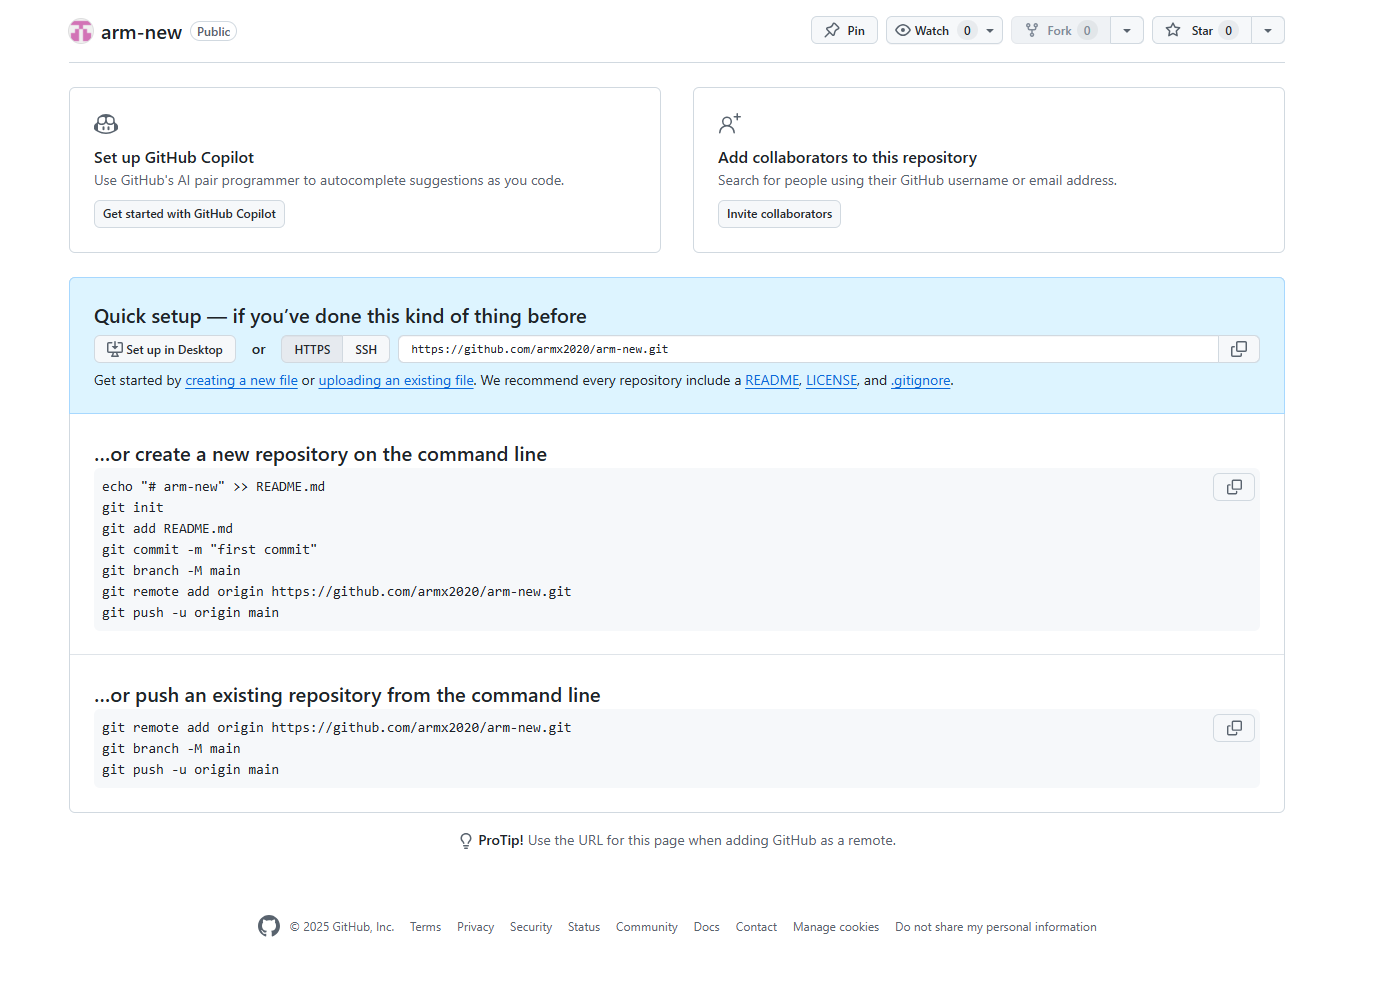 arm-new Public Pin Watch 0 Fork 0 Star 0
Set up GitHub Copilot
Use GitHub's AI pair programmer to autocomplete suggestions as you code.
Get started with GitHub Copilot
Add collaborators to this repository
Search for people using their GitHub username or email address.
Invite collaborators
Quick setup — if you’ve done this kind of thing before
Set up in Desktop or HTTPS SSH https://github.com/armx2020/arm-new.git
Get started by creating a new file or uploading an existing file. We recommend every repository include a README, LICENSE, and .gitignore.
…or create a new repository on the command line
echo "# arm-new" >> README.md
git init
git add README.md
git commit -m "first commit"
git branch -M main
git remote add origin https://github.com/armx2020/arm-new.git
git push -u origin main
…or push an existing repository from the command line
git remote add origin https://github.com/armx2020/arm-new.git
git branch -M main
git push -u origin main
ProTip! Use the URL for this page when adding GitHub as a remote.
© 2025 GitHub, Inc. Terms Privacy Security Status Community Docs Contact Manage cookies Do not share my personal information